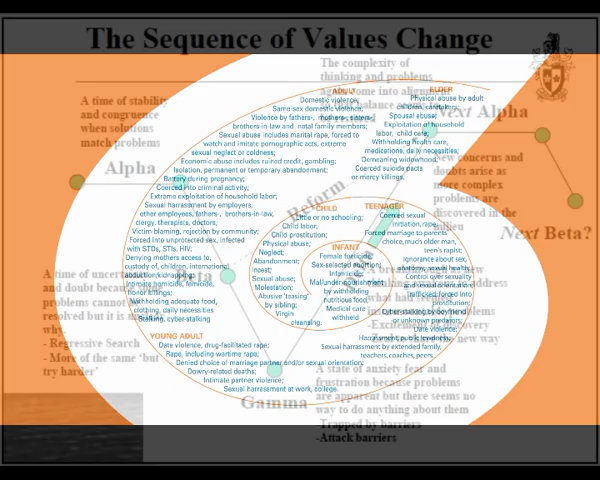 The Sequence of Values Change
The complexity of
thinking and problems
ADULT
ELDER
A time of stability
and congruence
when solutions
match problems
Alpha
Next Alpha
Domestic violence;
Same-sex domestic violence,
Violence by fathers-, mothers-, sisters-,
brothers-in-law and natal family members;
Sexual abuse includes marital rape, forced to
watch and imitate pornographic acts, extreme
sexual neglect or coldness;
Economic abuse includes ruined credit, gambling;
Isolation, permanent or temporary abandonment;
Battery during pregnancy;
Coerced into criminal activity;
Extreme exploitation of household labor;
Sexual harassment by employers,
other employees, fathers-, brothers-in-law,
clergy, therapists, doctors;
Victim blaming, rejection by community;
Forced into unprotected sex, infected
with STDs, STIs, HIV;
Denying mothers access to,
custody of, children, international
abduction/kidnapping
Intimate homicide, femicide,
honor killings;
Withholding adequate food,
clothing, daily necessities
Stalking, cyber-stalking
Physical abuse by adult
children, caretaker;
Spousal abuse;
Exploitation of household
labor, child care;
Withholding health care,
medications, daily necessities;
Demeaning widowhood,
Coerced suicide pacts
or mercy killings.
new concerns and
doubts arise as
more complex
problems are
discovered in the
milieu
Next Beta?
Reform
CHILD
Little or no schooling;
Child labor;
Child prostitution;
Physical abuse;
Neglect;
Abandonment;
Incest;
Sexual abuse;
Molestation;
Abusive 'teasing'
by sibling;
Virgin
cleansing.
TEENAGER
Coerced sexual
initiation, rape;
Forced marriage to parents'
choice, much older man,
teen's rapist;
Ignorance about sex,
anatomy, sexual health;
Control over sexuality
and sexual orientation;
Trafficked, forced into
prostitution;
Cyber-stalking by boyfriend
or unknown predators;
Date violence;
Harassment, public lewdness;
Sexual harassment by extended family,
teachers, coaches, peers.
INFANT
Female foeticide,
Sex-selected abortion;
Infanticide;
Malnourishment
by withholding
nutritious food;
Medical care
withheld
A time of uncertainty
and doubt because
problems cannot be
resolved but it is unclear
why.
- Regressive Search
- More of the same 'but
try harder'
YOUNG ADULT
Date violence, drug-facilitated rape;
Rape, including wartime rape;
Denied choice of marriage partner and/or sexual orientation;
Dowry-related deaths;
Intimate partner violence;
Sexual harassment at work, college.
Gamma
A state of anxiety fear and
frustration because problems
are apparent but there seems no
way to do anything about them
-Trapped by barriers
-Attack barriers